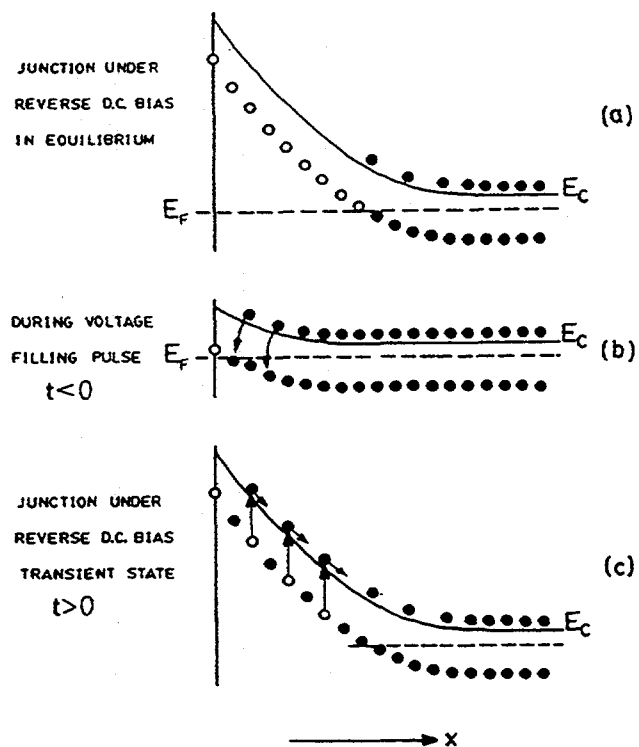 JUNCTION UNDER
REVERSE D.C. BIAS
IN EQUILIBRIUM
(a)
E_C
E_F
DURING VOLTAGE
FILLING PULSE
t<0
E_F
E_C
(b)
JUNCTION UNDER
REVERSE D.C. BIAS
TRANSIENT STATE
t>0
(c)
E_C
x